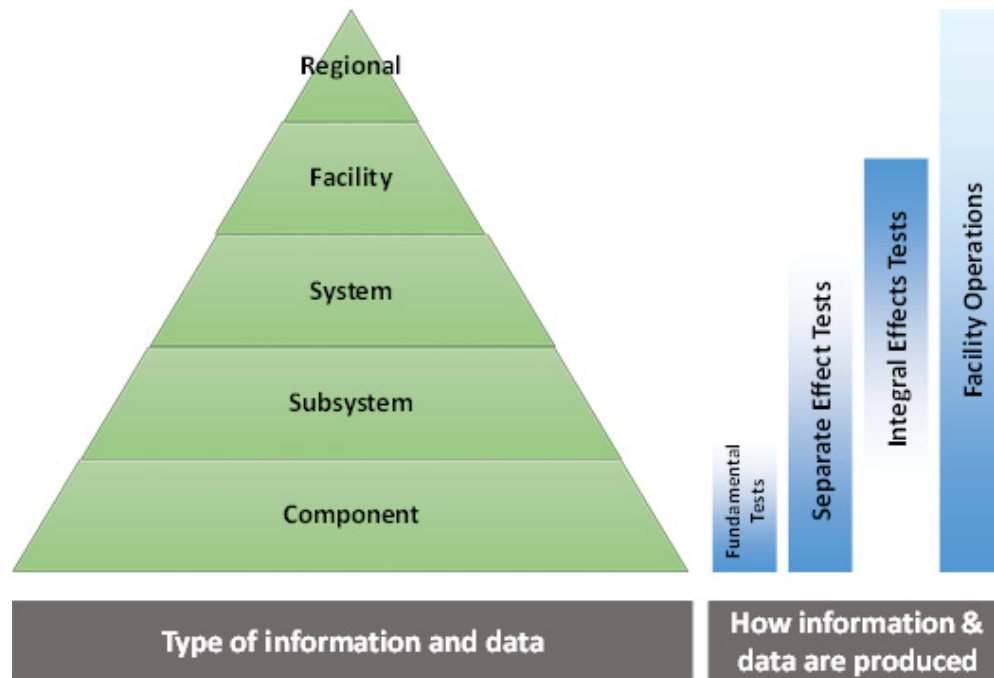 Regional
Facility
System
Subsystem
Component
Fundamental
Tests
Separate Effect Tests
Integral Effects Tests
Facility Operations
Type of information and data
How information &
data are produced